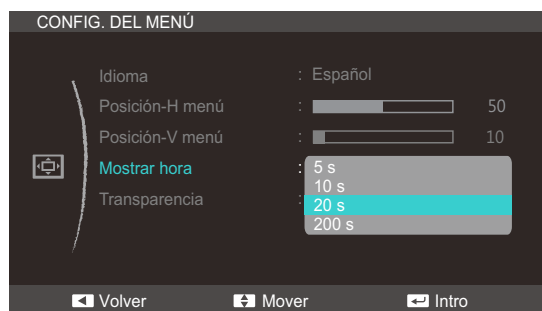 CONFIG. DEL MENÚ
Idioma : Español
Posición-H menú : 50
Posición-V menú : 10
Mostrar hora : 5 s
10 s
Transparencia : 20 s
200 s
Volver Mover Intro